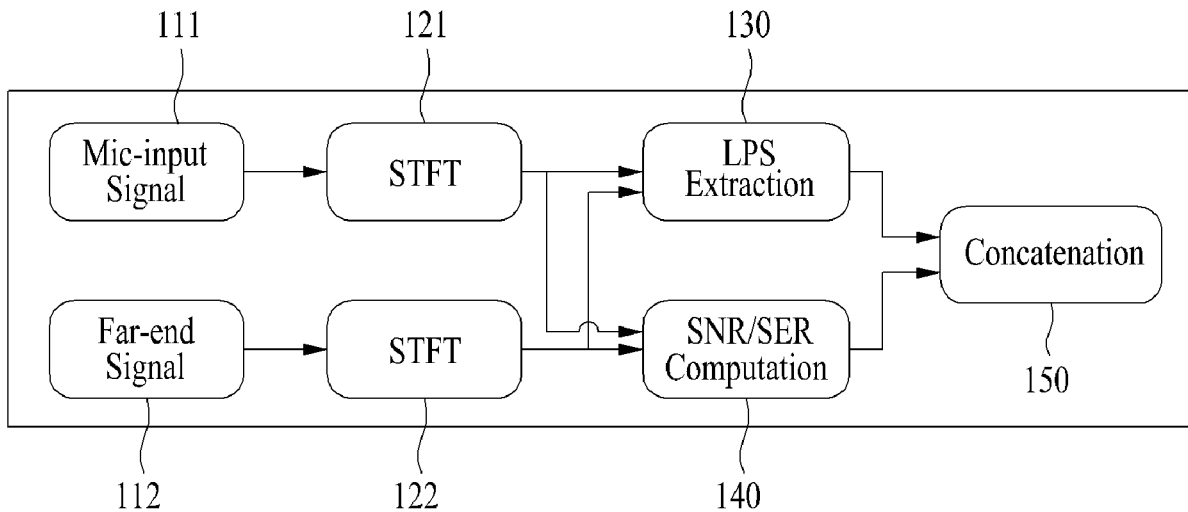 111
121
130
Mic-input
Signal
STFT
LPS
Extraction
Concatenation
Far-end
Signal
STFT
SNR/SER
Computation
150
112
122
140